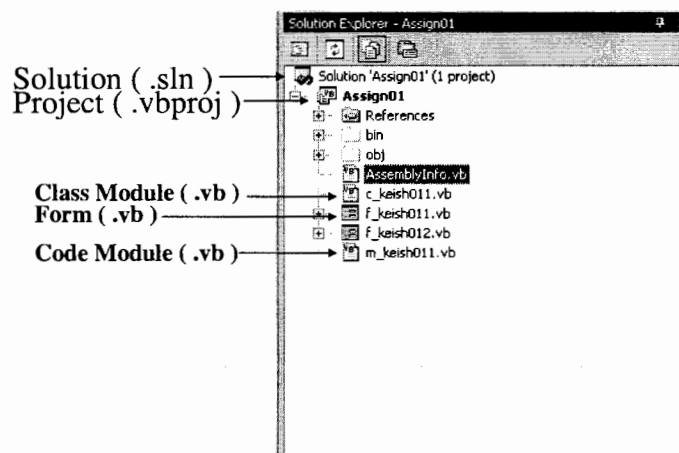 Solution Explorer - Assign01
Solution ( .sln )
Solution 'Assign01' (1 project)
Project ( .vbproj )
Assign01
References
bin
obj
AssemblyInfo.vb
Class Module ( .vb )
c_keish011.vb
Form ( .vb )
f_keish011.vb
f_keish012.vb
Code Module ( .vb )
m_keish011.vb